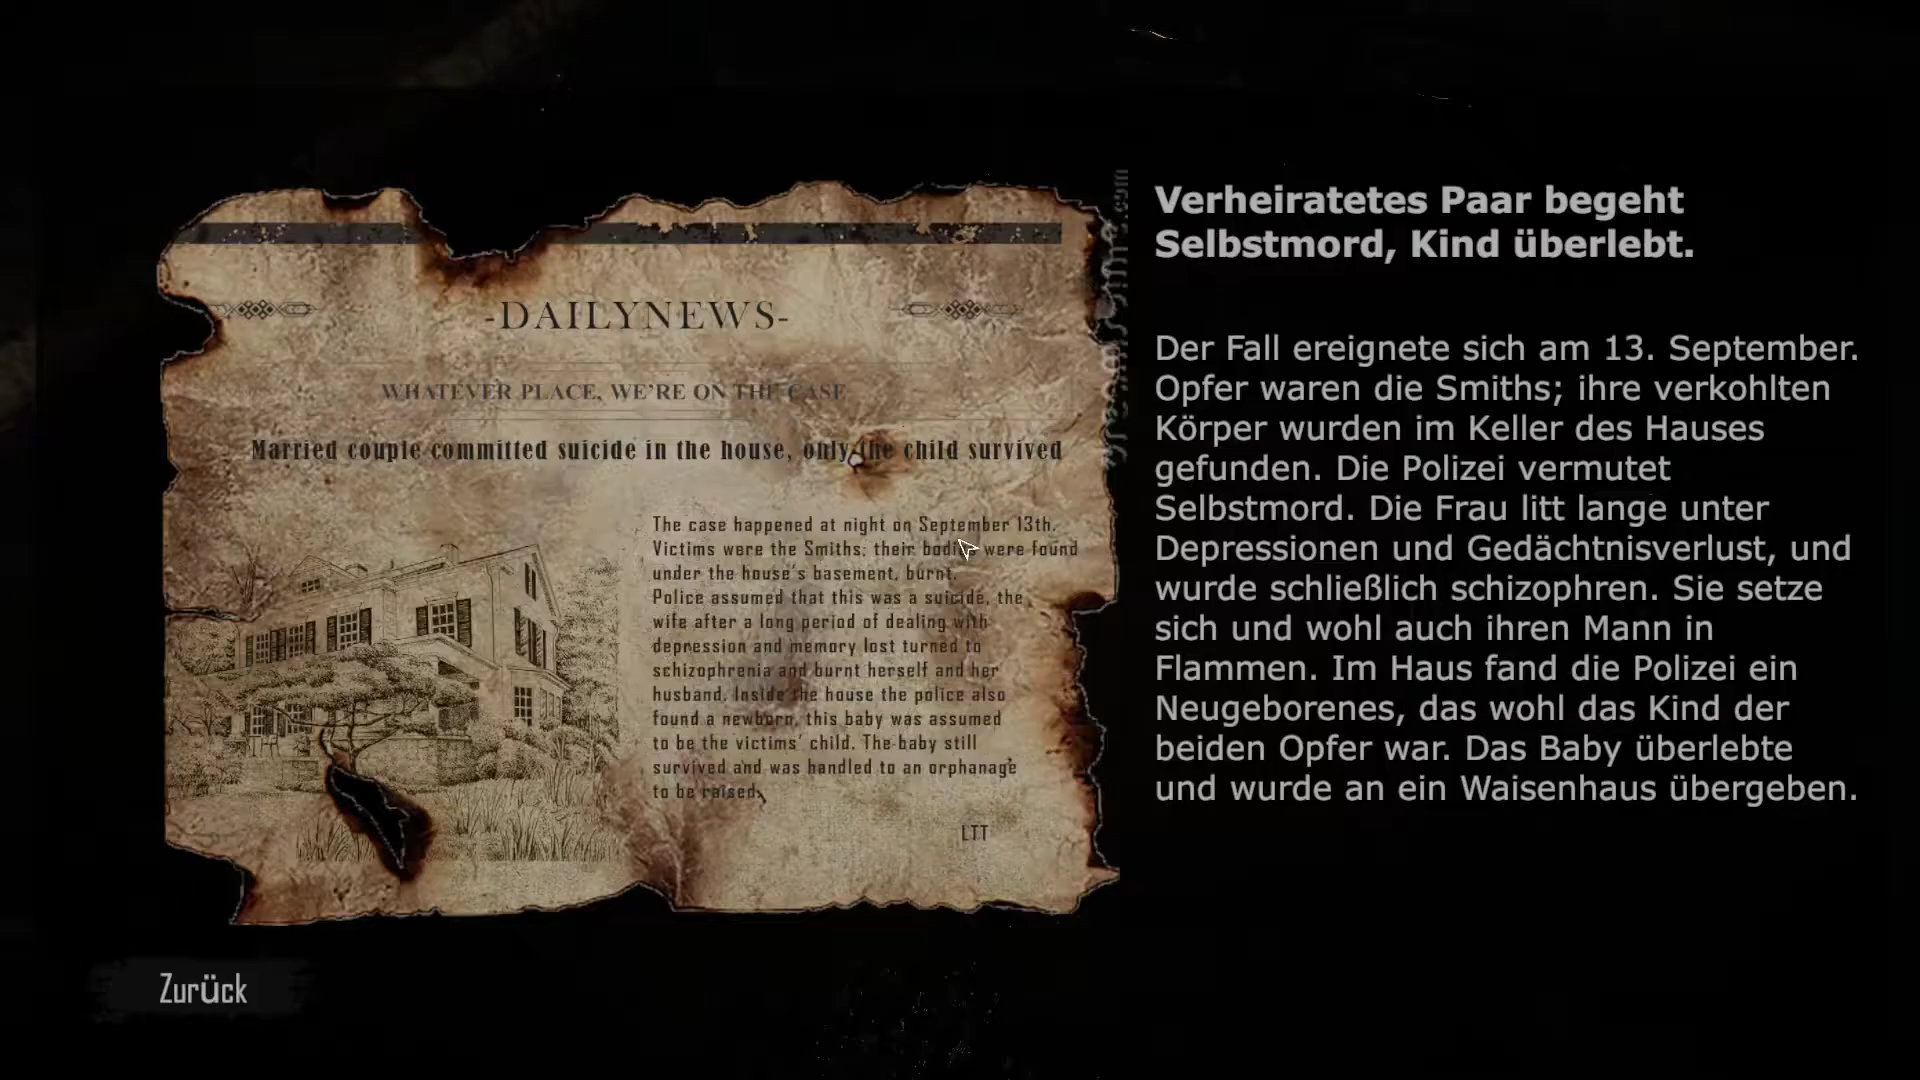 -DAILYNEWS-
WHATEVER PLACE, WE'RE ON THE CASE
Married couple committed suicide in the house, only the child survived
The case happened at night on September 13th.
Victims were the Smiths; their bodies were found
under the house's basement, burnt.
Police assumed that this was a suicide, the
wife after a long period of dealing with
depression and memory lost turned to
schizophrenia and burnt herself and her
husband. Inside the house the police also
found a newborn, this baby was assumed
to be the victims' child. The baby still
survived and was handled to an orphanage
to be raised.
LTT
Verheiratetes Paar begeht
Selbstmord, Kind überlebt.
Der Fall ereignete sich am 13. September.
Opfer waren die Smiths; ihre verkohlten
Körper wurden im Keller des Hauses
gefunden. Die Polizei vermutet
Selbstmord. Die Frau litt lange unter
Depressionen und Gedächtnisverlust, und
wurde schließlich schizophren. Sie setze
sich und wohl auch ihren Mann in
Flammen. Im Haus fand die Polizei ein
Neugeborenes, das wohl das Kind der
beiden Opfer war. Das Baby überlebte
und wurde an ein Waisenhaus übergeben.
Zurück